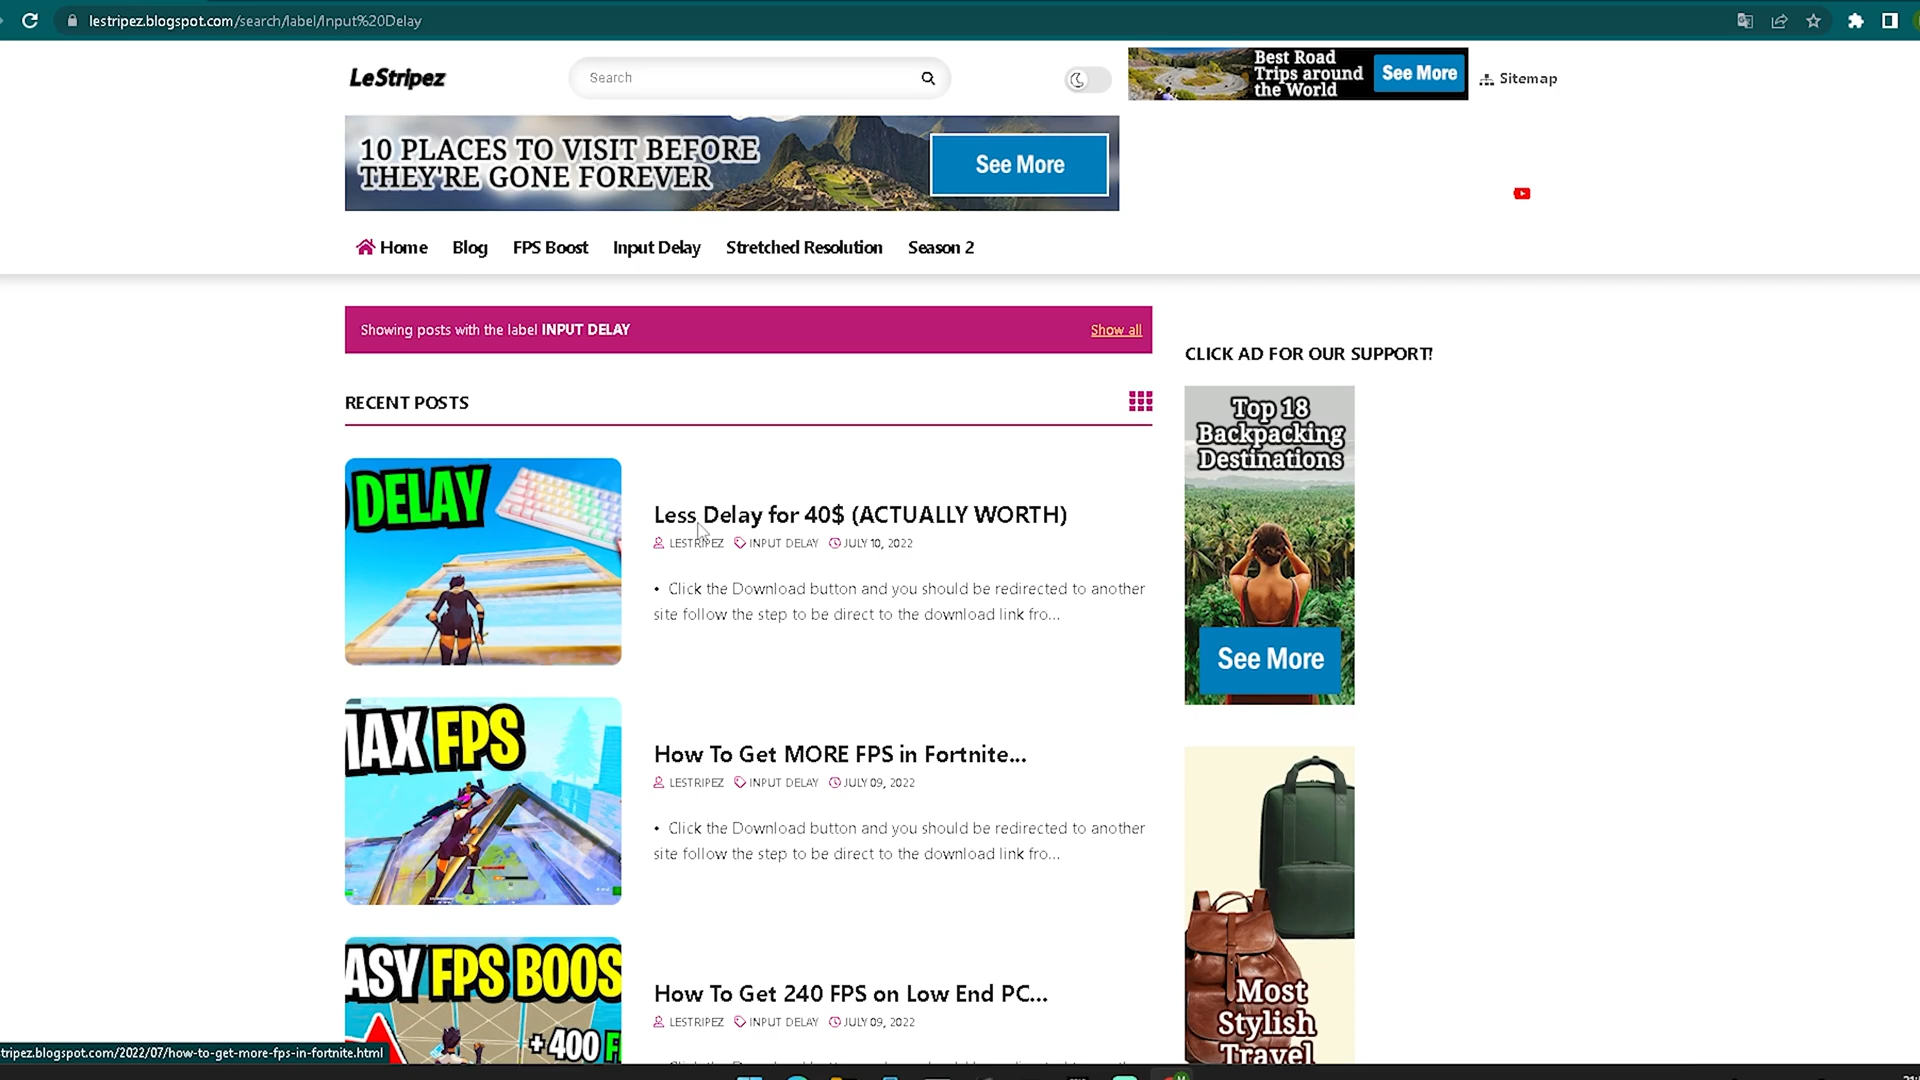 lestripez.blogspot.com/search/label/Input%20Delay
LeStripez
Search
Best Road
Trips around
the World
See More
Sitemap
10 PLACES TO VISIT BEFORE
THEY'RE GONE FOREVER
See More
Home Blog FPS Boost Input Delay Stretched Resolution Season 2
Showing posts with the label INPUT DELAY
Show all
CLICK AD FOR OUR SUPPORT!
RECENT POSTS
Top 18
Backpacking
Destinations
See More
DELAY
Less Delay for 40$ (ACTUALLY WORTH)
LESTRIPEZ INPUT DELAY JULY 10, 2022
• Click the Download button and you should be redirected to another
site follow the step to be direct to the download link fro...
MAX FPS
How To Get MORE FPS in Fortnite...
LESTRIPEZ INPUT DELAY JULY 09, 2022
• Click the Download button and you should be redirected to another
site follow the step to be direct to the download link fro...
ASY FPS BOOS
+400 F
How To Get 240 FPS on Low End PC...
LESTRIPEZ INPUT DELAY JULY 09, 2022
Most
Stylish
Travel
tripez.blogspot.com/2022/07/how-to-get-more-fps-in-fortnite.html